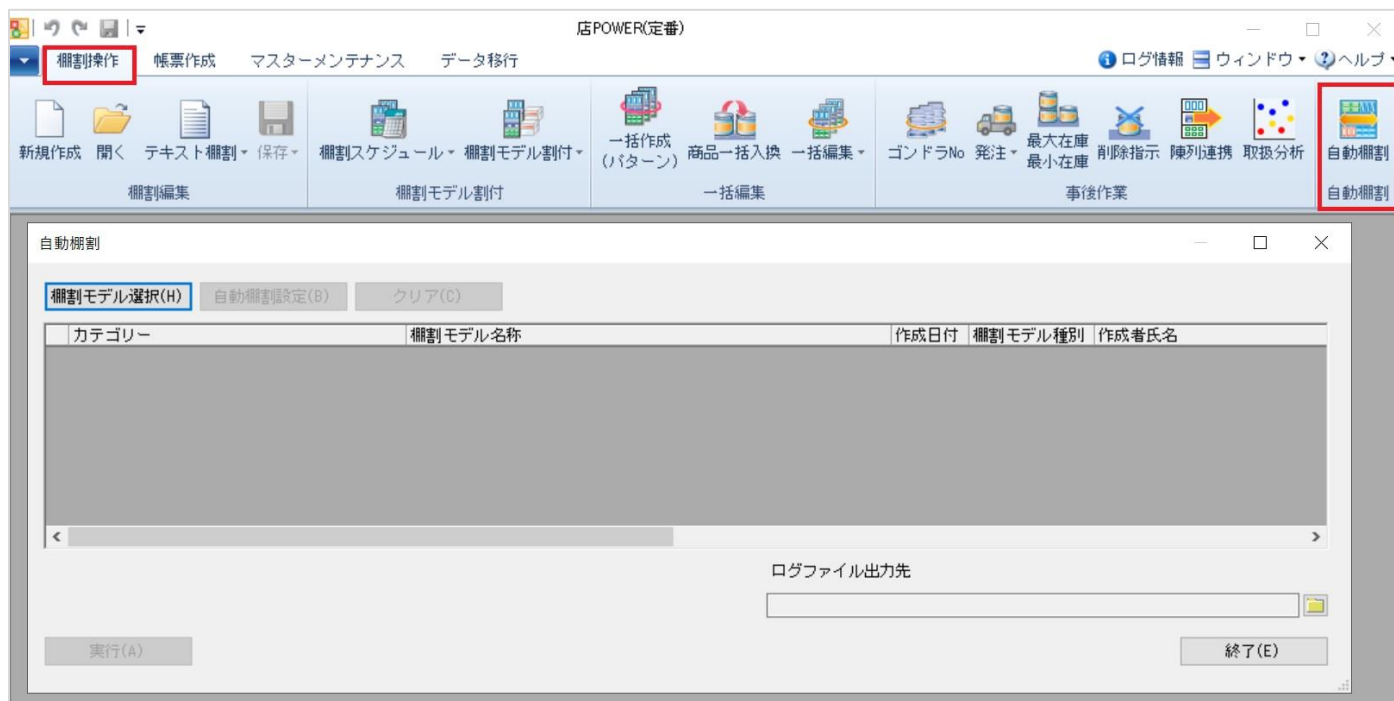 店POWER(定番)
棚割操作 帳票作成 マスターメンテナンス データ移行 ログ情報 ウィンドウ ヘルプ
新規作成 開く テキスト棚割 保存 棚割スケジュール 棚割モデル割付 一括作成 (パターン) 商品一括入換 一括編集 ゴンドラNo 発注 最大在庫 最小在庫 削除指示 陳列連携 取扱分析 自動棚割
棚割編集 棚割モデル割付 一括編集 事後作業 自動棚割
自動棚割
棚割モデル選択(H) 自動棚割設定(B) クリア(C)
カテゴリー 棚割モデル名称 作成日付 棚割モデル種別 作成者氏名
ログファイル出力先
実行(A) 終了(E)